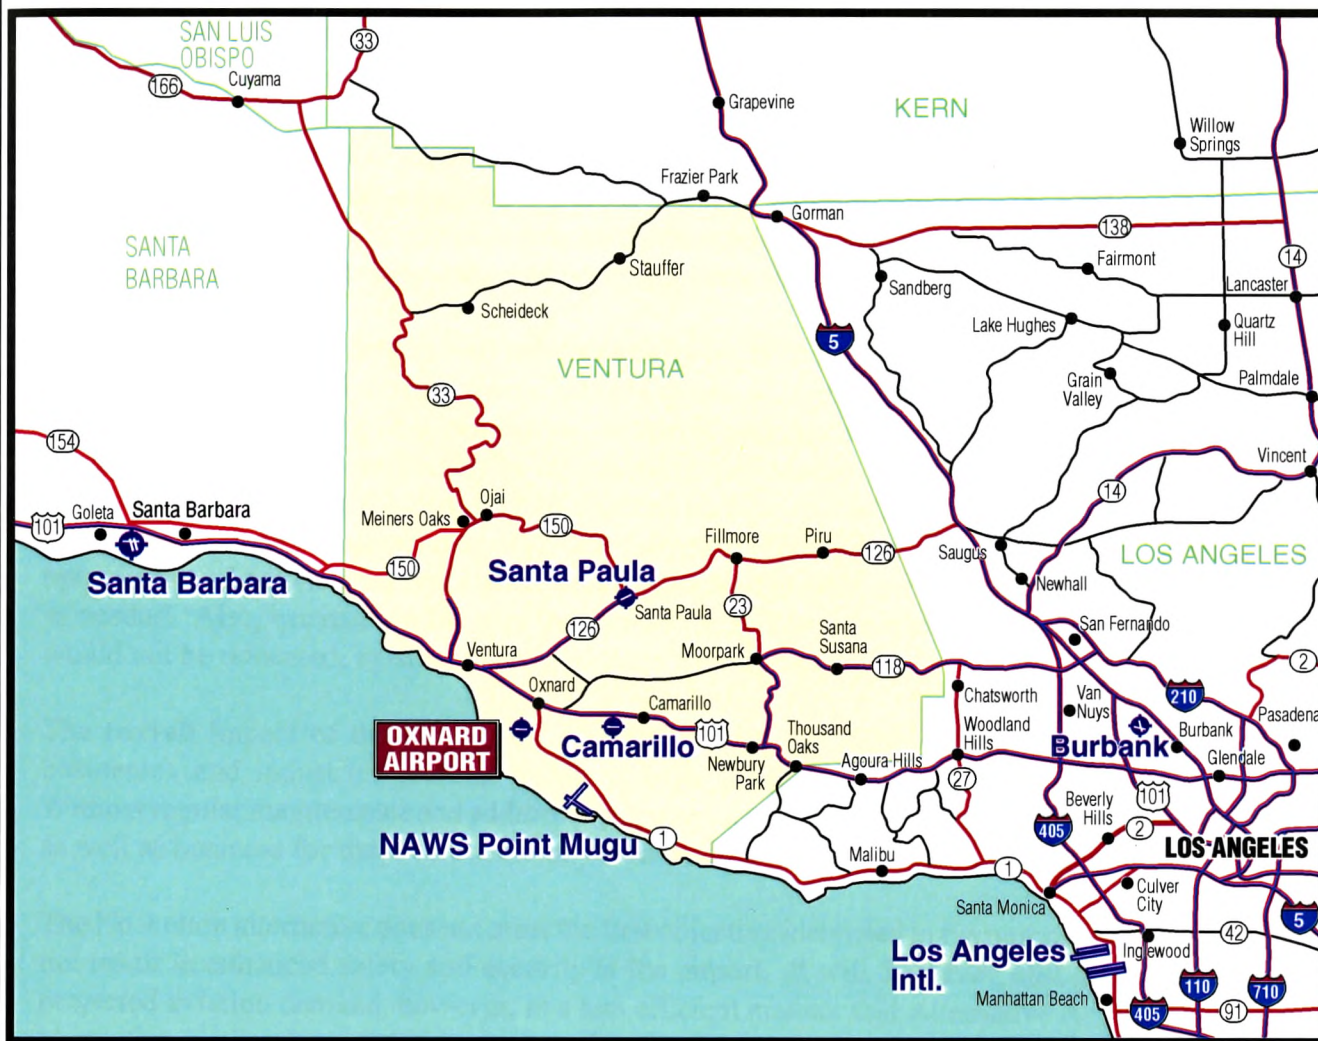 SAN LUIS
OBISPO
33
166
Cuyama
Grapevine
KERN
Willow
Springs
Frazier Park
Gorman
138
SANTA
BARBARA
Stauffer
Fairmont
14
Sandberg
Lancaster
Scheideck
Lake Hughes
Quartz
Hill
5
VENTURA
Grain
Valley
Palmdale
33
154
Vincent
14
101
Goleta
Santa Barbara
Meiners Oaks
Ojai
150
Fillmore
Piru
126
Saugus
LOS ANGELES
Santa Barbara
150
Santa Paula
Newhall
Santa Paula
23
126
San Fernando
Ventura
Moorpark
Santa
Susana
118
2
Oxnard
Camarillo
Chatsworth
Van
Nuys
210
Pasadena
OXNARD
AIRPORT
Camarillo
101
Thousand
Oaks
Woodland
Hills
Burbank
Burbank
Newbury
Park
Agoura Hills
Glendale
27
101
Beverly
Hills
405
2
NAWS Point Mugu
1
Malibu
1
LOS ANGELES
Santa Monica
Culver
City
5
42
Los Angeles
Intl.
Inglewood
Manhattan Beach
405
110
710
91